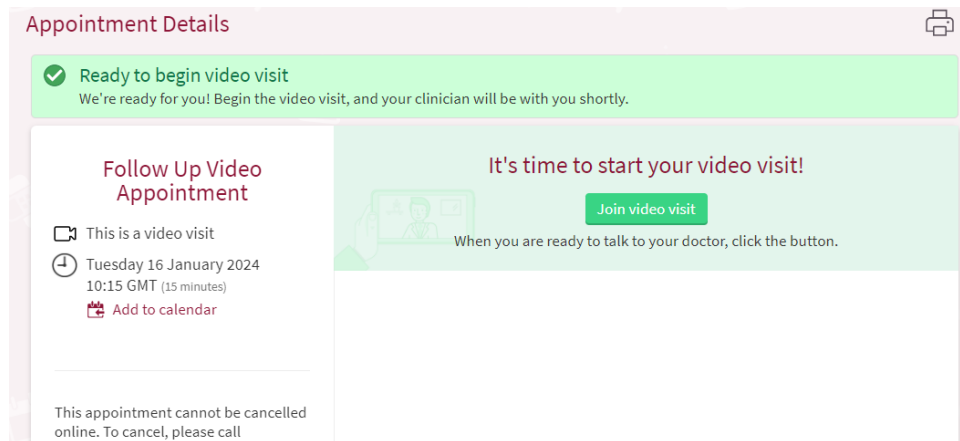 Appointment Details
Ready to begin video visit
We're ready for you! Begin the video visit, and your clinician will be with you shortly.
Follow Up Video
Appointment
This is a video visit
Tuesday 16 January 2024
10:15 GMT (15 minutes)
Add to calendar
This appointment cannot be cancelled
online. To cancel, please call
It's time to start your video visit!
Join video visit
When you are ready to talk to your doctor, click the button.